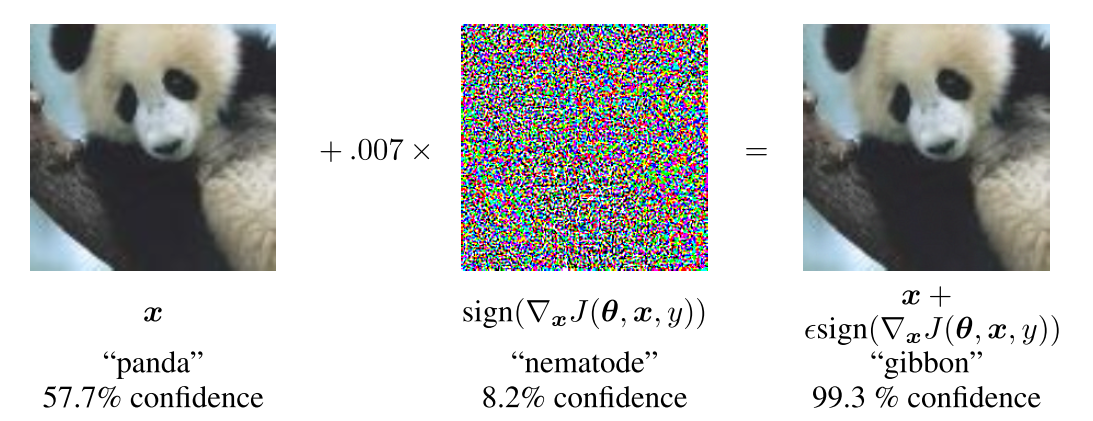 + .007 ×
=
x
“panda”
57.7% confidence
sign(∇ₓJ(θ, x, y))
“nematode”
8.2% confidence
x +
ϵsign(∇ₓJ(θ, x, y))
“gibbon”
99.3 % confidence